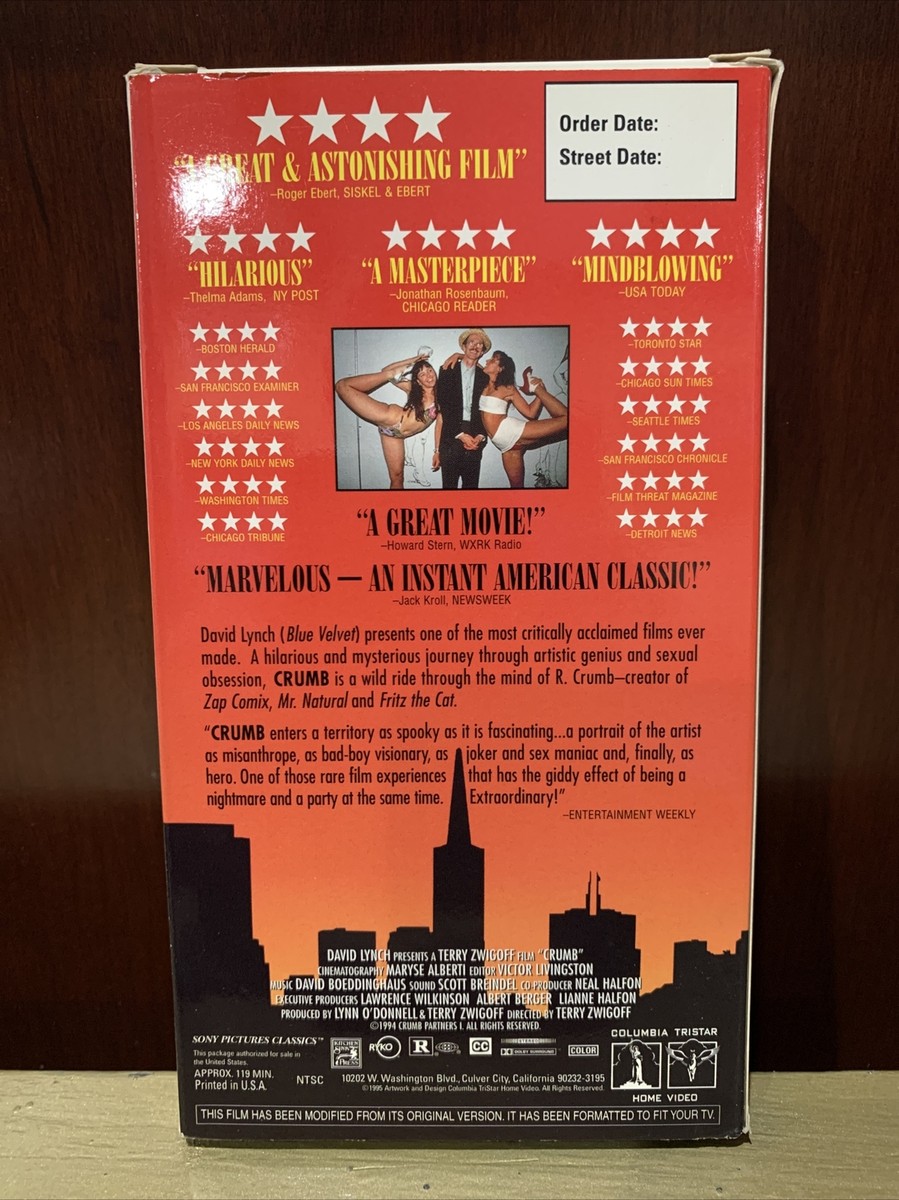 Order Date:
Street Date:
"A GREAT & ASTONISHING FILM"
–Roger Ebert, SISKEL & EBERT
"HILARIOUS"
–Thelma Adams, NY POST
"A MASTERPIECE"
–Jonathan Rosenbaum,
CHICAGO READER
"MINDBLOWING"
–USA TODAY
–BOSTON HERALD
–SAN FRANCISCO EXAMINER
–LOS ANGELES DAILY NEWS
–NEW YORK DAILY NEWS
–WASHINGTON TIMES
–CHICAGO TRIBUNE
–TORONTO STAR
–CHICAGO SUN TIMES
–SEATTLE TIMES
–SAN FRANCISCO CHRONICLE
–FILM THREAT MAGAZINE
–DETROIT NEWS
"A GREAT MOVIE!"
–Howard Stern, WXRK Radio
"MARVELOUS — AN INSTANT AMERICAN CLASSIC!"
–Jack Kroll, NEWSWEEK
David Lynch (Blue Velvet) presents one of the most critically acclaimed films ever
made. A hilarious and mysterious journey through artistic genius and sexual
obsession, CRUMB is a wild ride through the mind of R. Crumb–creator of
Zap Comix, Mr. Natural and Fritz the Cat.
"CRUMB enters a territory as spooky as it is fascinating...a portrait of the artist
as misanthrope, as bad-boy visionary, as joker and sex maniac and, finally, as
hero. One of those rare film experiences that has the giddy effect of being a
nightmare and a party at the same time. Extraordinary!"
–ENTERTAINMENT WEEKLY
DAVID LYNCH PRESENTS A TERRY ZWIGOFF FILM "CRUMB"
CINEMATOGRAPHY MARYSE ALBERTI EDITOR VICTOR LIVINGSTON
MUSIC DAVID BOEDDINGHAUS SOUND SCOTT BREINDEL CO-PRODUCER NEAL HALFON
EXECUTIVE PRODUCERS LAWRENCE WILKINSON ALBERT BERGER LIANNE HALFON
PRODUCED BY LYNN O'DONNELL & TERRY ZWIGOFF DIRECTED BY TERRY ZWIGOFF
©1994 CRUMB PARTNERS I. ALL RIGHTS RESERVED.
SONY PICTURES CLASSICS™
This package authorized for sale in
the United States.
APPROX. 119 MIN.
Printed in U.S.A.
NTSC
KITCHEN SINK PRESS
RYKO
R
CC
DOLBY SURROUND
COLOR
10202 W. Washington Blvd., Culver City, California 90232-3195
©1995 Artwork and Design Columbia TriStar Home Video. All Rights Reserved.
COLUMBIA TRISTAR
HOME VIDEO
THIS FILM HAS BEEN MODIFIED FROM ITS ORIGINAL VERSION. IT HAS BEEN FORMATTED TO FIT YOUR TV.